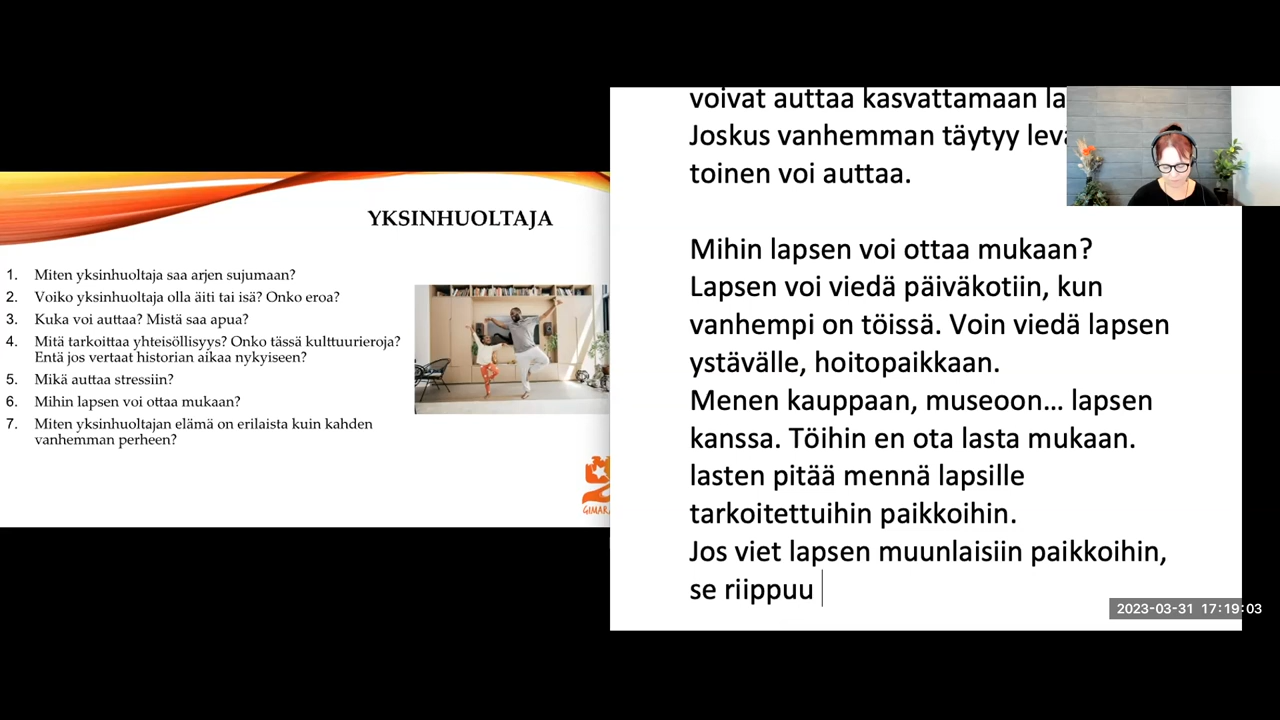 YKSINHUOLTAJA
1. Miten yksinhuoltaja saa arjen sujumaan?
2. Voiko yksinhuoltaja olla äiti tai isä? Onko eroa?
3. Kuka voi auttaa? Mistä saa apua?
4. Mitä tarkoittaa yhteisöllisyys? Onko tässä kulttuurieroja?
Entä jos vertaat historian aikaa nykyiseen?
5. Mikä auttaa stressiin?
6. Mihin lapsen voi ottaa mukaan?
7. Miten yksinhuoltajan elämä on erilaista kuin kahden
vanhemman perheen?
voivat auttaa kasvattamaan
Joskus vanhemman täytyy
toinen voi auttaa.
Mihin lapsen voi ottaa mukaan?
Lapsen voi viedä päiväkotiin, kun
vanhempi on töissä. Voin viedä lapsen
ystävälle, hoitopaikkaan.
Menen kauppaan, museoon... lapsen
kanssa. Töihin en ota lasta mukaan.
lasten pitää mennä lapsille
tarkoitettuihin paikkoihin.
Jos viet lapsen muunlaisiin paikkoihin,
se riippuu
2023-03-31 17:19:03